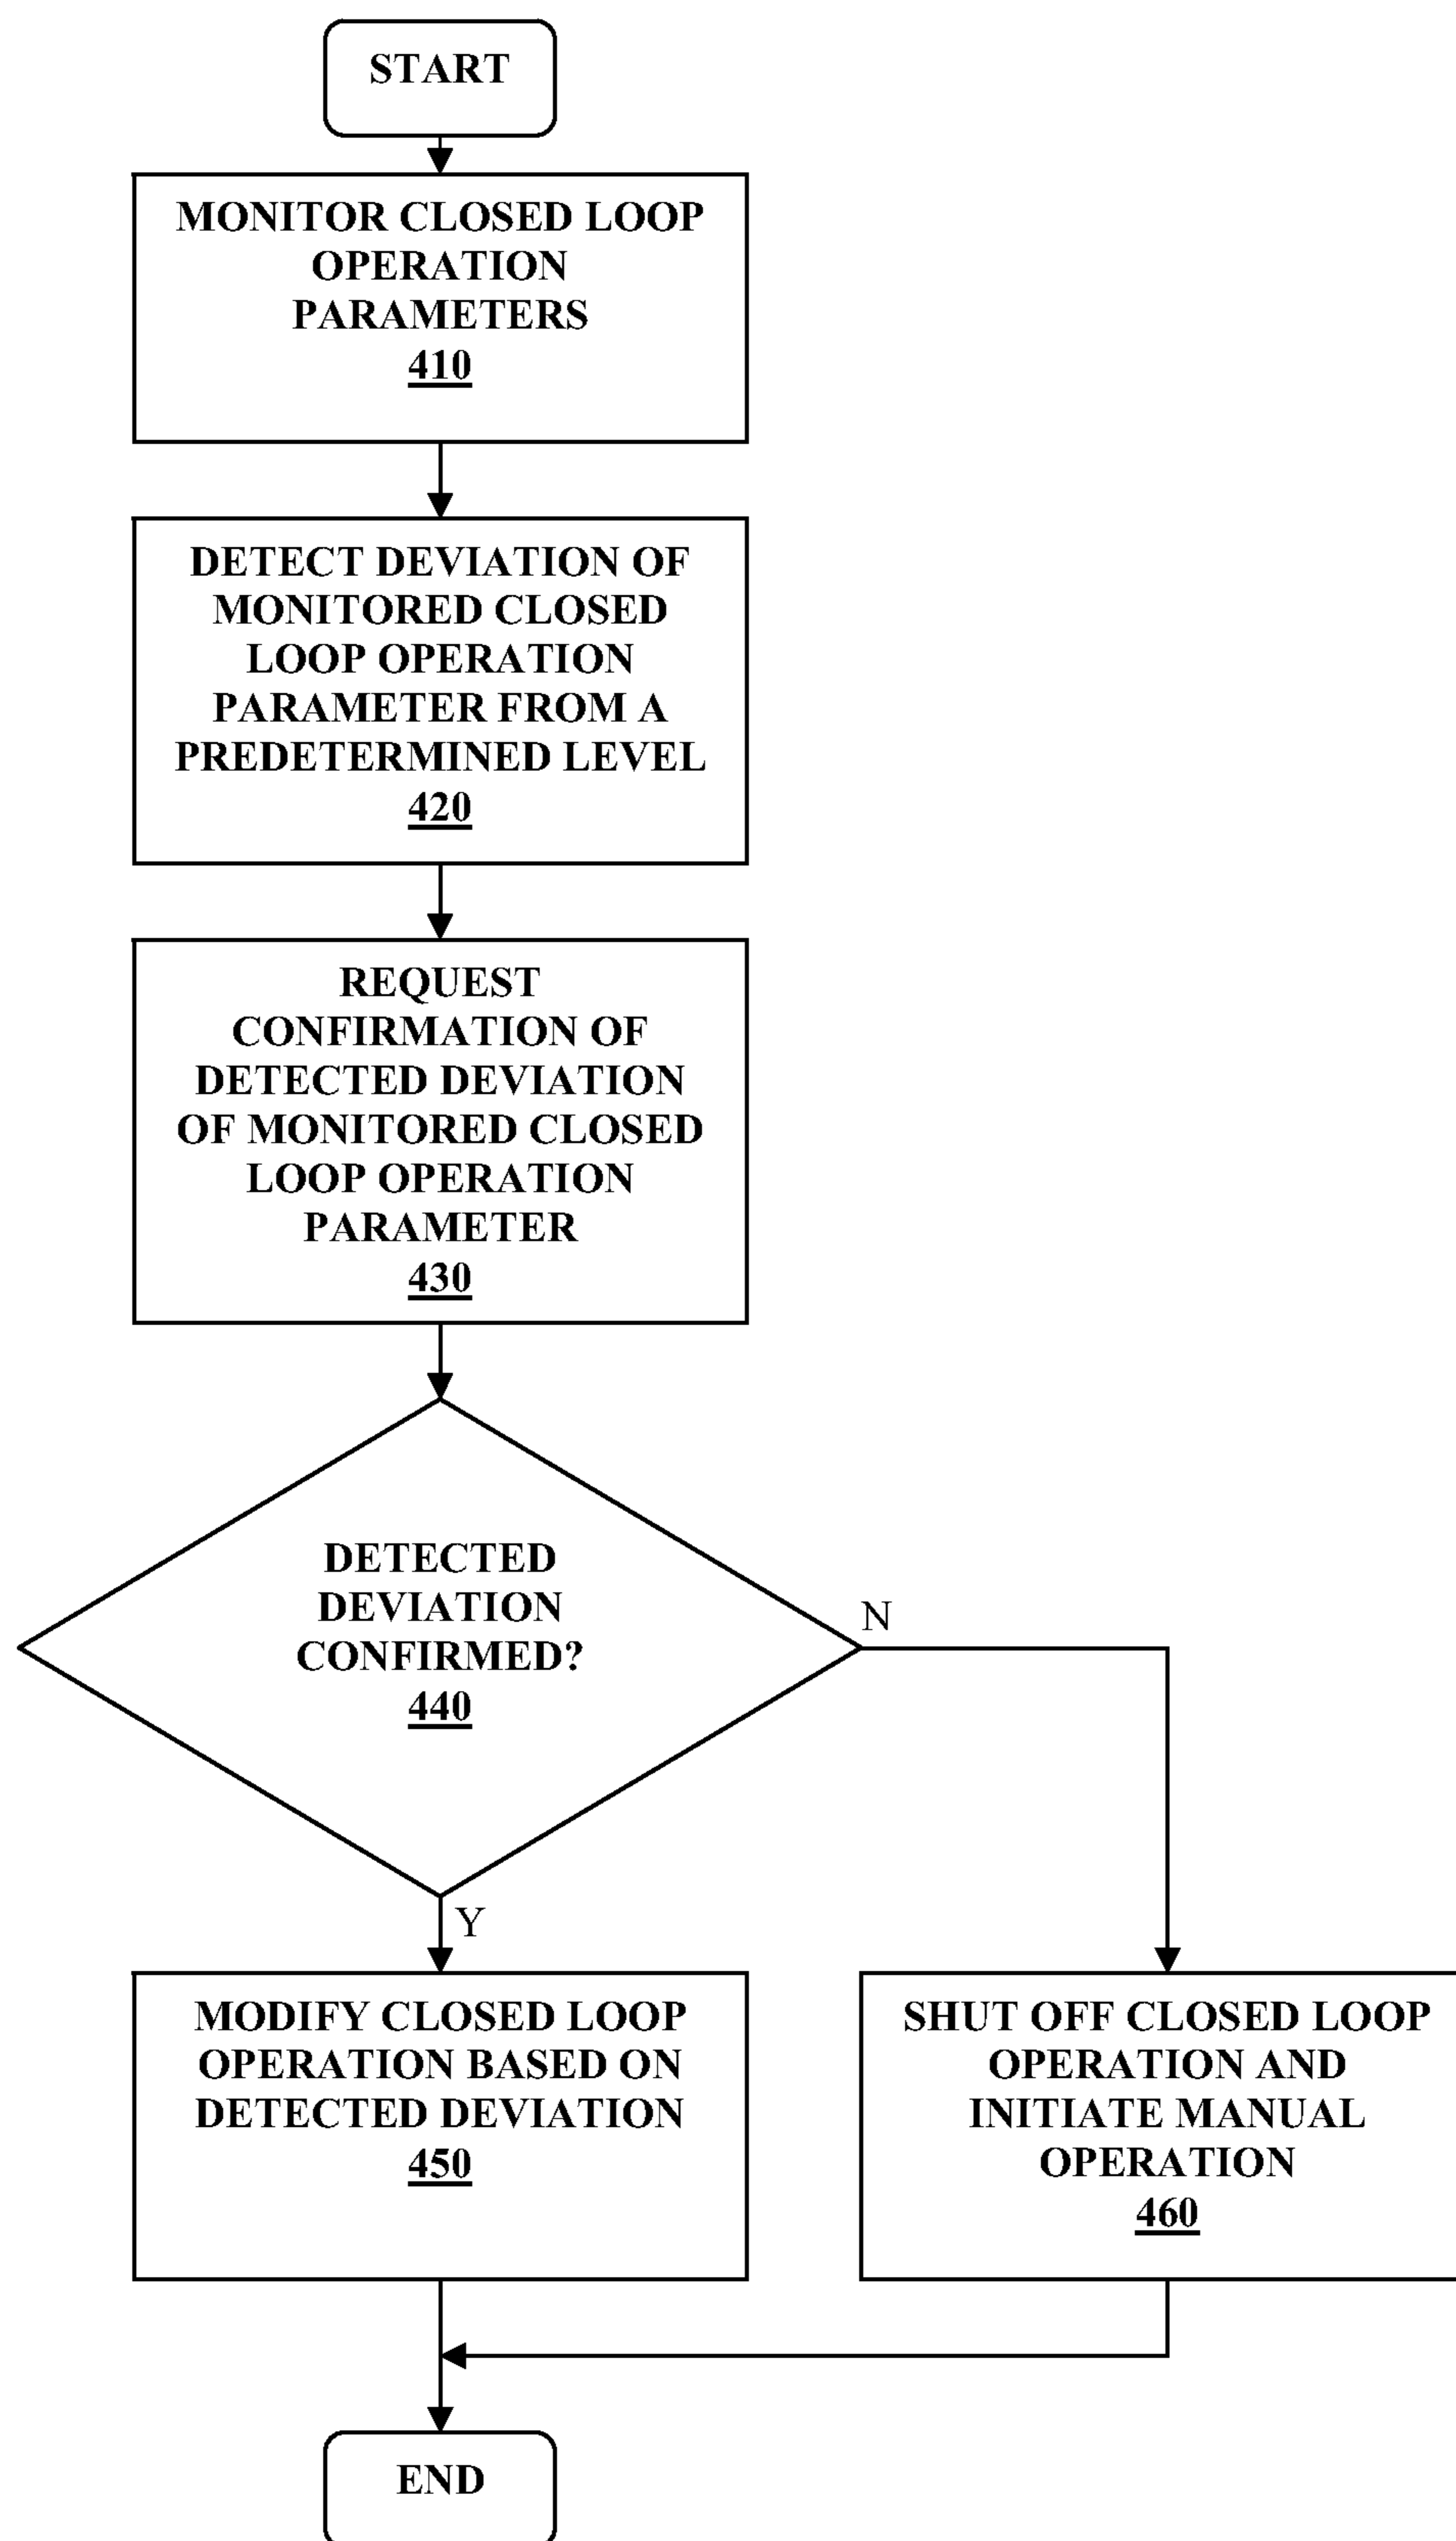 START
MONITOR CLOSED LOOP
OPERATION
PARAMETERS
410
DETECT DEVIATION OF
MONITORED CLOSED
LOOP OPERATION
PARAMETER FROM A
PREDETERMINED LEVEL
420
REQUEST
CONFIRMATION OF
DETECTED DEVIATION
OF MONITORED CLOSED
LOOP OPERATION
PARAMETER
430
DETECTED
DEVIATION
CONFIRMED?
440
N
Y
MODIFY CLOSED LOOP
OPERATION BASED ON
DETECTED DEVIATION
450
SHUT OFF CLOSED LOOP
OPERATION AND
INITIATE MANUAL
OPERATION
460
END